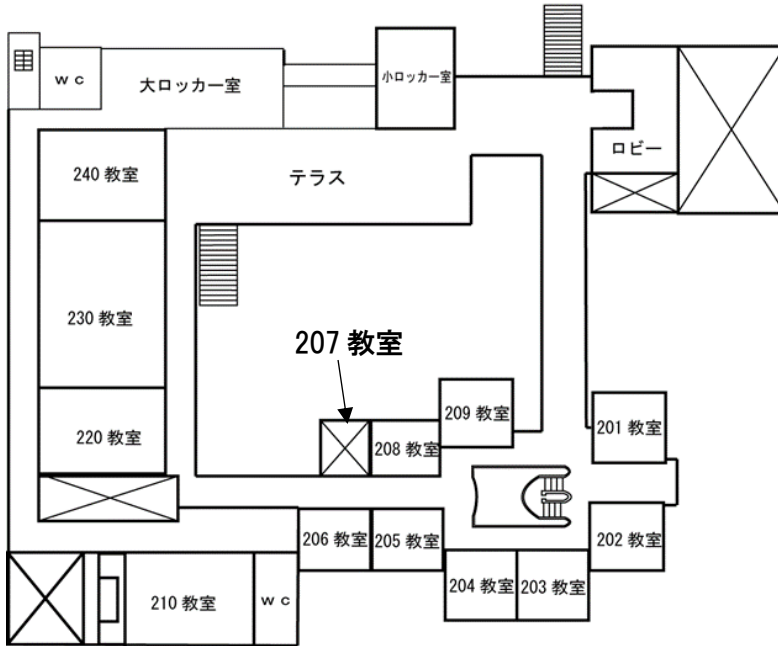 WC
大ロッカー室
小ロッカー室
ロビー
240 教室
テラス
230 教室
207 教室
209 教室
201 教室
220 教室
208 教室
206 教室
205 教室
202 教室
204 教室
203 教室
210 教室
WC